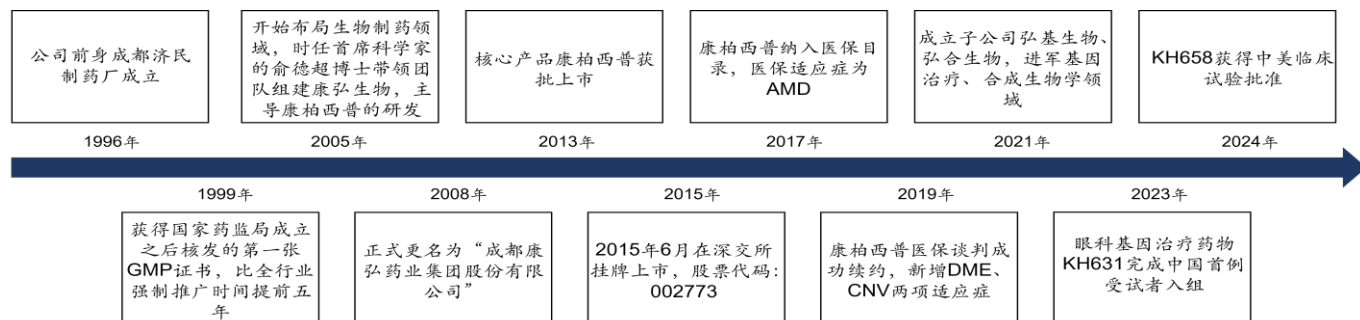 公司前身成都济民
制药厂成立
1996年
开始布局生物制药领
域，时任首席科学家
的俞德超博士带领团
队组建康弘生物，主
导康柏西普的研发
2005年
核心产品康柏西普获
批上市
2013年
康柏西普纳入医保目
录，医保适应症为
AMD
2017年
成立子公司弘基生物、
弘合生物，进军基因
治疗、合成生物学领
域
2021年
KH658获得中美临床
试验批准
2024年
1999年
获得国家药监局成立
之后核发的第一张
GMP证书，比全行业
强制推广时间提前五
年
2008年
正式更名为“成都康
弘药业集团股份有限
公司”
2015年
2015年6月在深交所
挂牌上市，股票代码：
002773
2019年
康柏西普医保谈判成
功续约，新增DME、
CNV两项适应症
2023年
眼科基因治疗药物
KH631完成中国首例
受试者入组